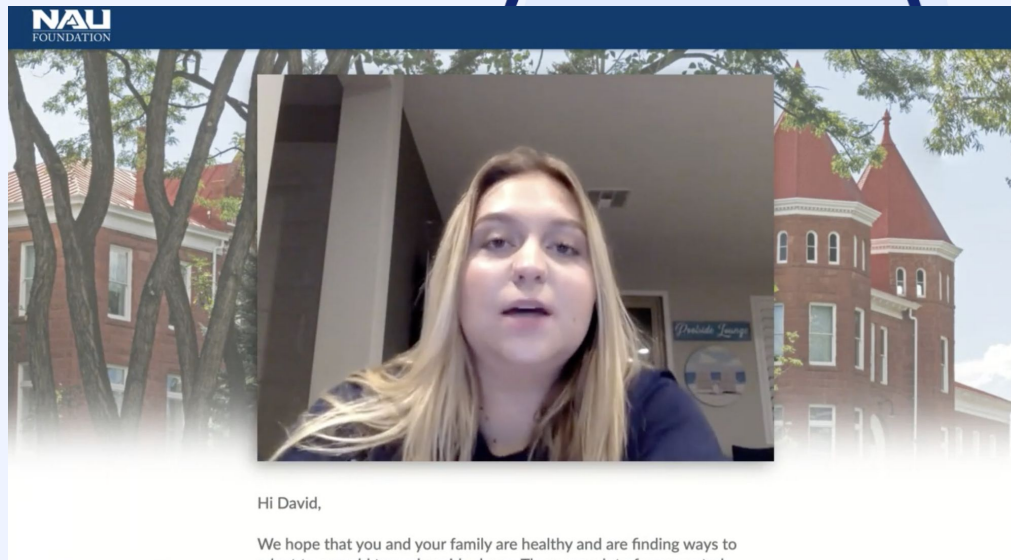 NAU
FOUNDATION
Poolside Lounge
Hi David,
We hope that you and your family are healthy and are finding ways to